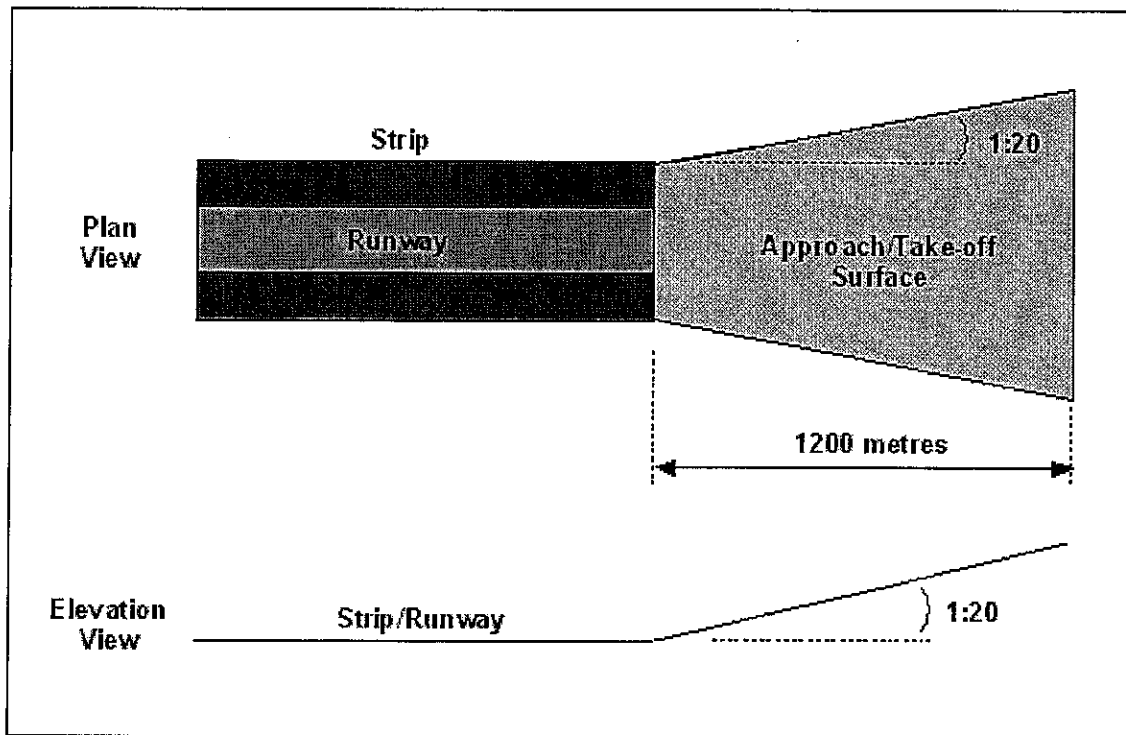 Strip
1:20
Plan
View
Runway
Approach/Take-off
Surface
1200 metres
Elevation
View
Strip/Runway
1:20